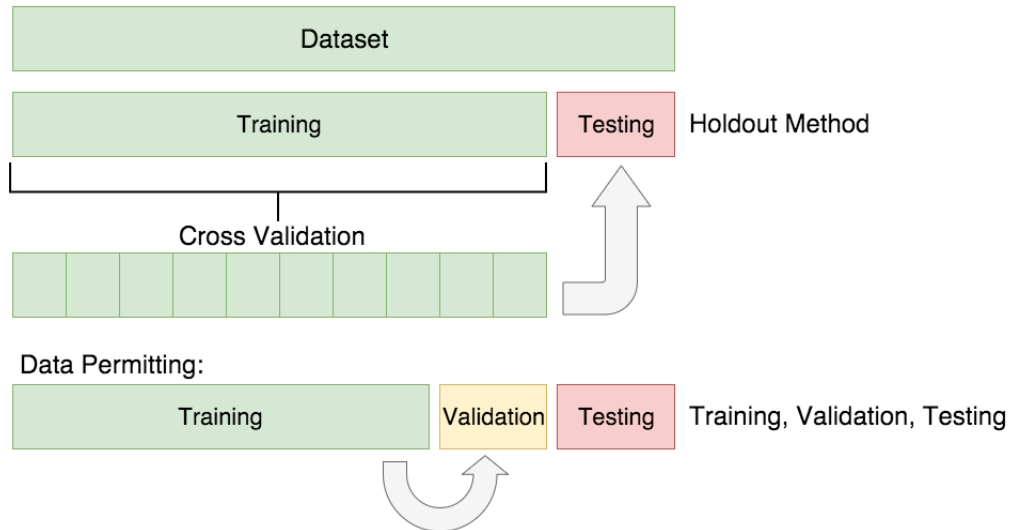 Dataset
Training
Testing
Holdout Method
Cross Validation
Data Permitting:
Training
Validation
Testing
Training, Validation, Testing